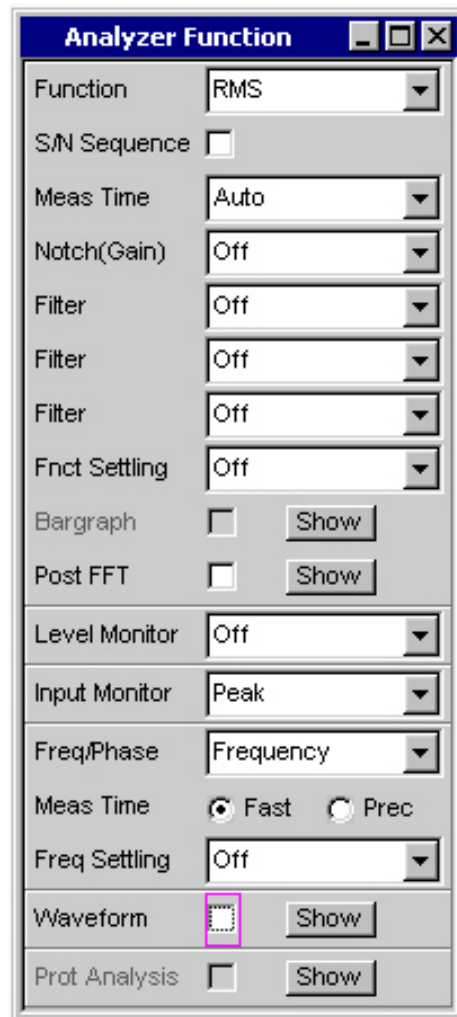 Analyzer Function
Function RMS
S/N Sequence
Meas Time Auto
Notch(Gain) Off
Filter Off
Filter Off
Filter Off
Fnct Settling Off
Bargraph Show
Post FFT Show
Level Monitor Off
Input Monitor Peak
Freq/Phase Frequency
Meas Time Fast Prec
Freq Settling Off
Waveform Show
Prot Analysis Show